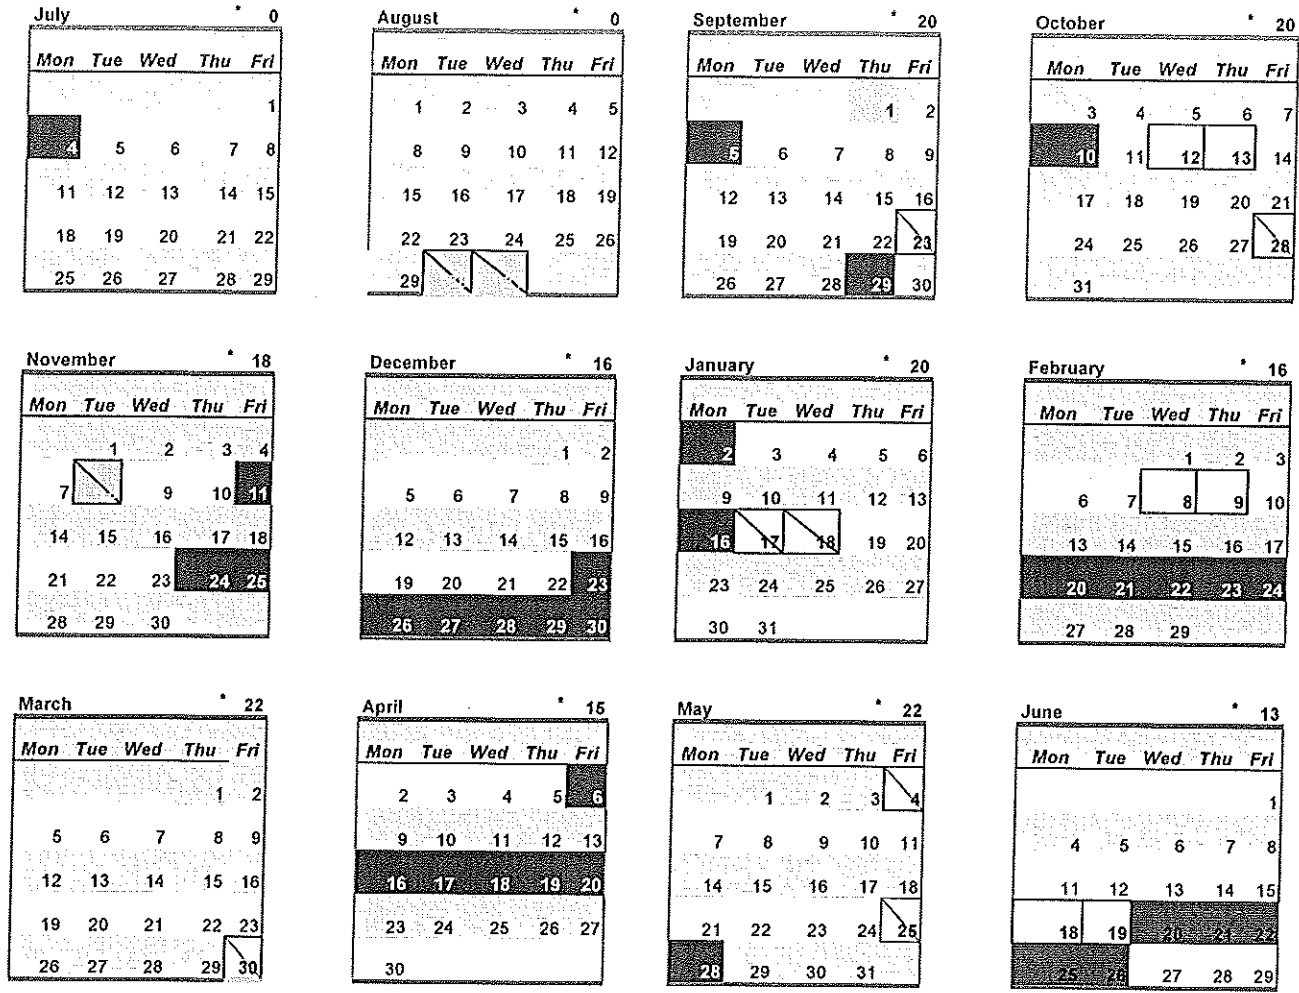 July * 0
Mon Tue Wed Thu Fri
1
4 5 6 7 8
11 12 13 14 15
18 19 20 21 22
25 26 27 28 29
August * 0
Mon Tue Wed Thu Fri
1 2 3 4 5
8 9 10 11 12
15 16 17 18 19
22 23 24 25 26
29
September * 20
Mon Tue Wed Thu Fri
1 2
5 6 7 8 9
12 13 14 15 16
19 20 21 22 23
26 27 28 29 30
October * 20
Mon Tue Wed Thu Fri
3 4 5 6 7
10 11 12 13 14
17 18 19 20 21
24 25 26 27 28
31
November * 18
Mon Tue Wed Thu Fri
1 2 3 4
7 9 10 11
14 15 16 17 18
21 22 23 24 25
28 29 30
December * 16
Mon Tue Wed Thu Fri
1 2
5 6 7 8 9
12 13 14 15 16
19 20 21 22 23
26 27 28 29 30
January * 20
Mon Tue Wed Thu Fri
2 3 4 5 6
9 10 11 12 13
16 17 18 19 20
23 24 25 26 27
30 31
February * 16
Mon Tue Wed Thu Fri
1 2 3
6 7 8 9 10
13 14 15 16 17
20 21 22 23 24
27 28 29
March * 22
Mon Tue Wed Thu Fri
1 2
5 6 7 8 9
12 13 14 15 16
19 20 21 22 23
26 27 28 29 30
April * 15
Mon Tue Wed Thu Fri
2 3 4 5 6
9 10 11 12 13
16 17 18 19 20
23 24 25 26 27
30
May * 22
Mon Tue Wed Thu Fri
1 2 3 4
7 8 9 10 11
14 15 16 17 18
21 22 23 24 25
28 29 30 31
June * 13
Mon Tue Wed Thu Fri
1
4 5 6 7 8
11 12 13 14 15
18 19 20 21 22
25 26 27 28 29